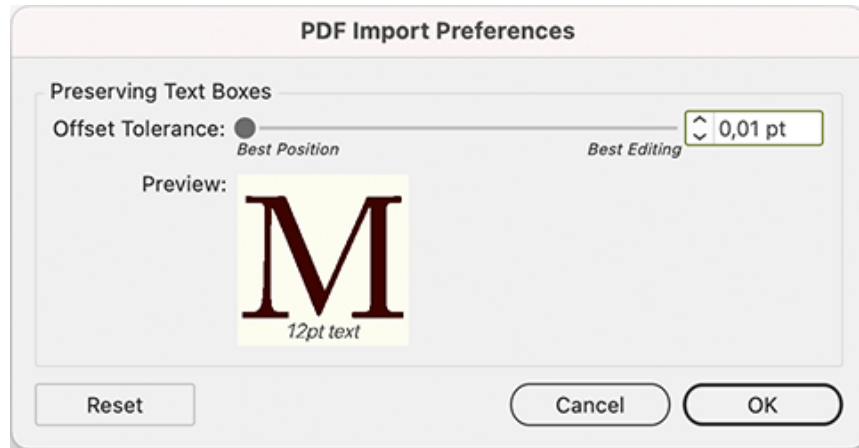 PDF Import Preferences
Preserving Text Boxes
Offset Tolerance: 0,01 pt
Best Position Best Editing
Preview:
M
12pt text
Reset Cancel OK